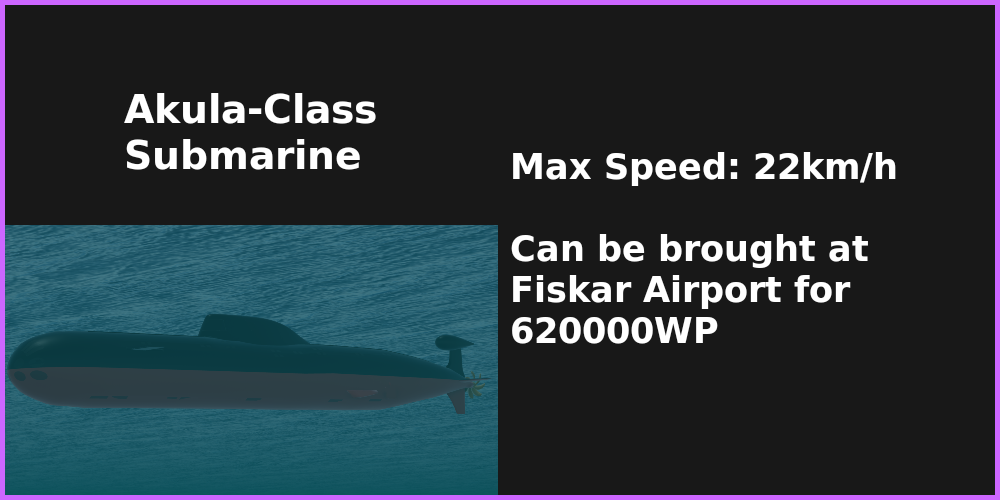 Akula-Class
Submarine
Max Speed: 22km/h
Can be brought at
Fiskar Airport for
620000WP